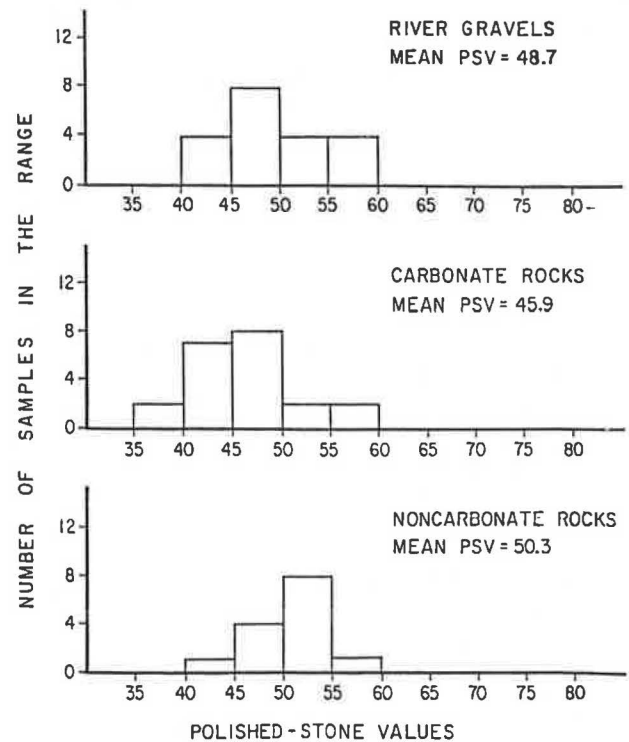 NUMBER OF SAMPLES IN THE RANGE
RIVER GRAVELS
MEAN PSV = 48.7
12
8
4
0
35 40 45 50 55 60 65 70 75 80-
CARBONATE ROCKS
MEAN PSV = 45.9
12
8
4
0
35 40 45 50 55 60 65 70 75 80
NONCARBONATE ROCKS
MEAN PSV = 50.3
12
8
4
0
35 40 45 50 55 60 65 70 75 80
POLISHED-STONE VALUES